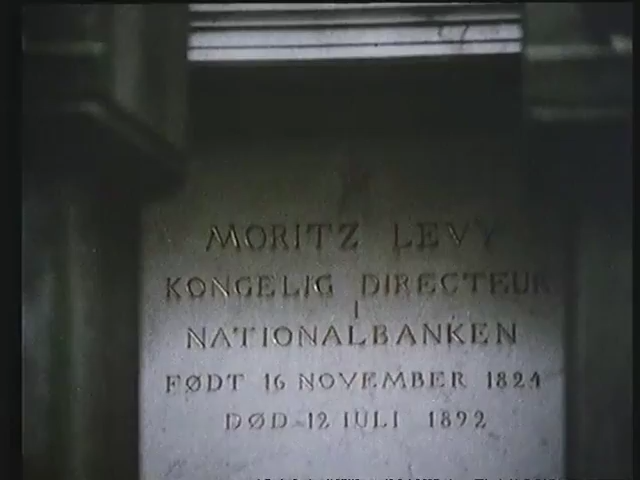 MORITZ LEVY
KONGELIG DIRECTEUR
I
NATIONALBANKEN
FØDT 16 NOVEMBER 1824
DØD 12 IULI 1892